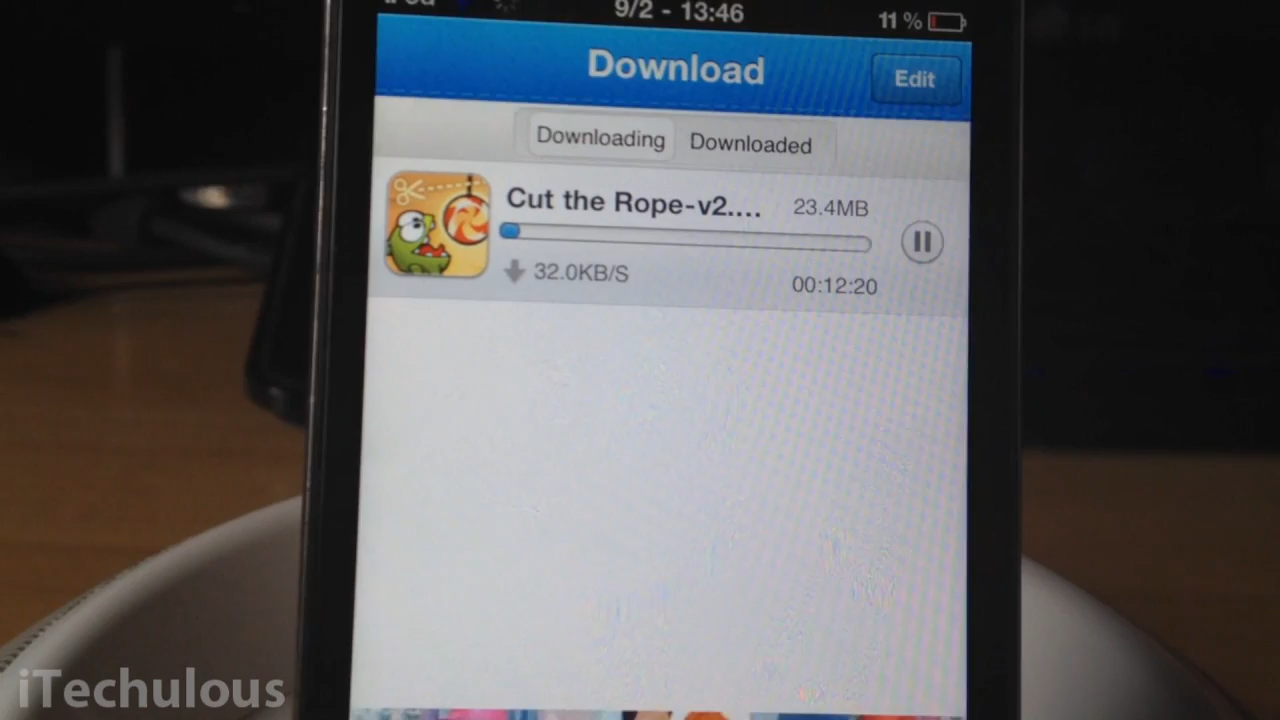 9/2 - 13:46
11 %
Download
Edit
Downloading
Downloaded
Cut the Rope-v2....
23.4MB
32.0KB/S
00:12:20
iTechulous